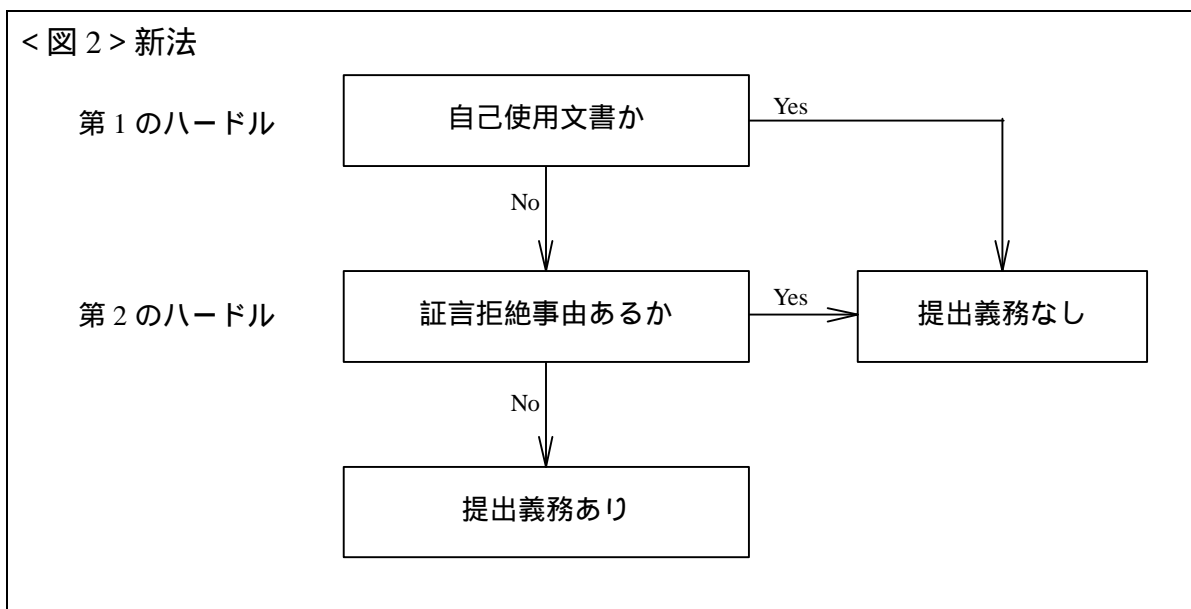 <図2>新法
第1のハードル
自己使用文書か
Yes
No
第2のハードル
証言拒絶事由あるか
Yes
提出義務なし
No
提出義務あり